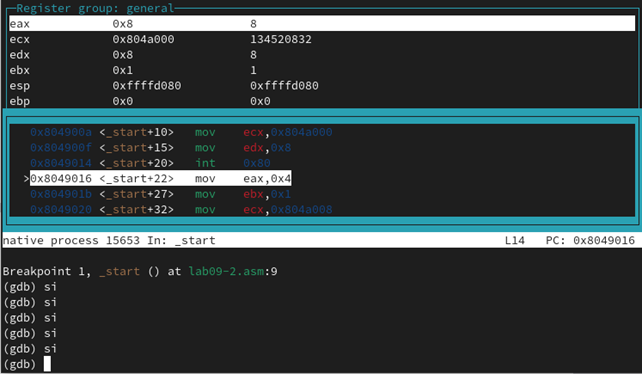 Register group: general
eax 0x8 8
ecx 0x804a000 134520832
edx 0x8 8
ebx 0x1 1
esp 0xffffd080 0xffffd080
ebp 0x0 0x0
0x804900a <_start+10> mov ecx,0x804a000
0x804900f <_start+15> mov edx,0x8
0x8049014 <_start+20> int 0x80
>0x8049016 <_start+22> mov eax,0x4
0x804901b <_start+27> mov ebx,0x1
0x8049020 <_start+32> mov ecx,0x804a008
native process 15653 In: _start L14 PC: 0x8049016
Breakpoint 1, _start () at lab09-2.asm:9
(gdb) si
(gdb) si
(gdb) si
(gdb) si
(gdb) si
(gdb)